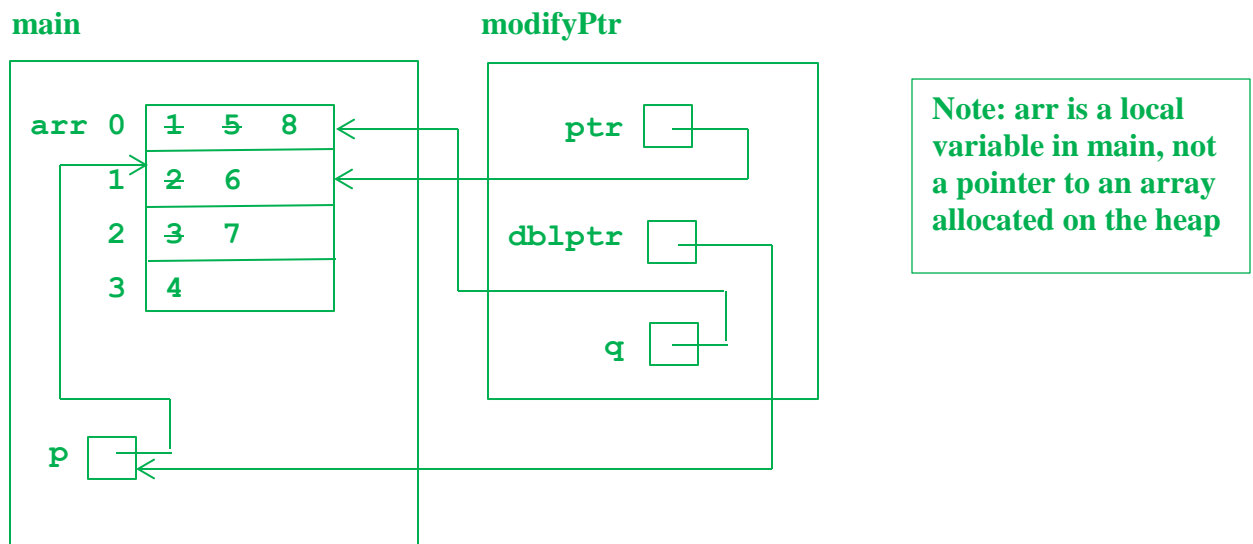 main
modifyPtr
arr 0 1 5 8
1 2 6
2 3 7
3 4
p
ptr
dblptr
q
Note: arr is a local
variable in main, not
a pointer to an array
allocated on the heap